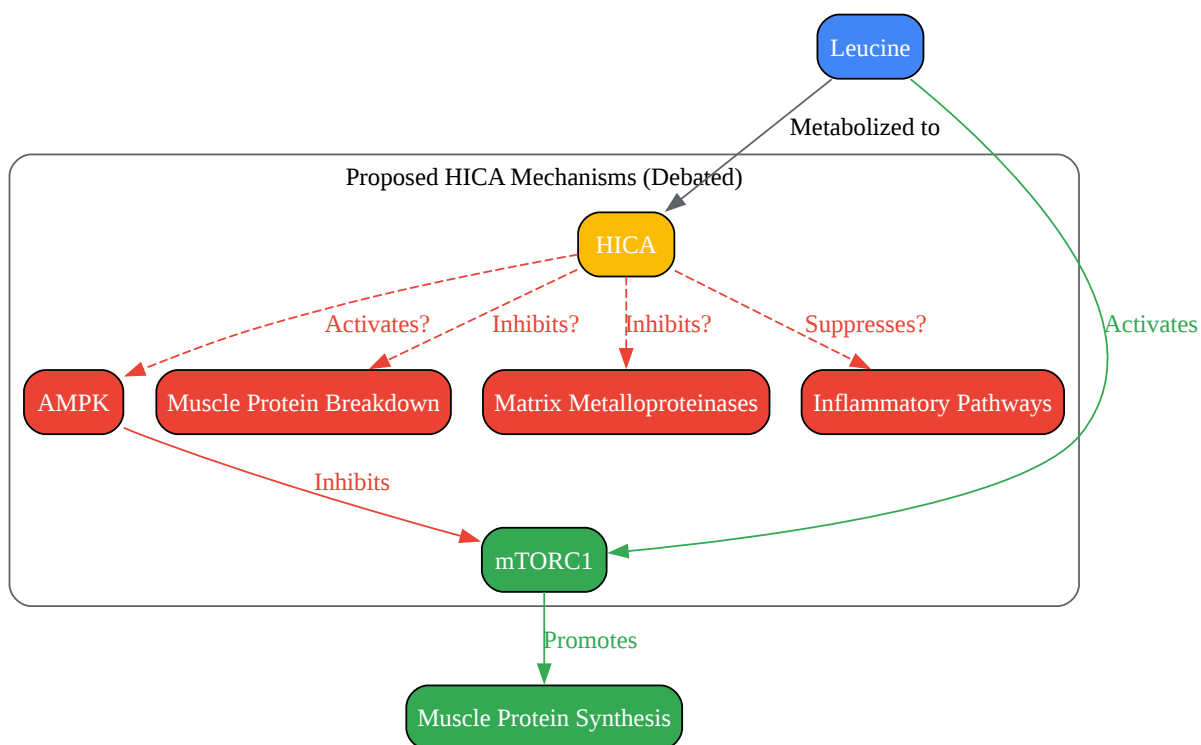 Leucine
Metabolized to
Proposed HICA Mechanisms (Debated)
HICA
Activates?
Inhibits?
Inhibits?
Suppresses?
Activates
AMPK
Muscle Protein Breakdown
Matrix Metalloproteinases
Inflammatory Pathways
Inhibits
mTORC1
Promotes
Muscle Protein Synthesis